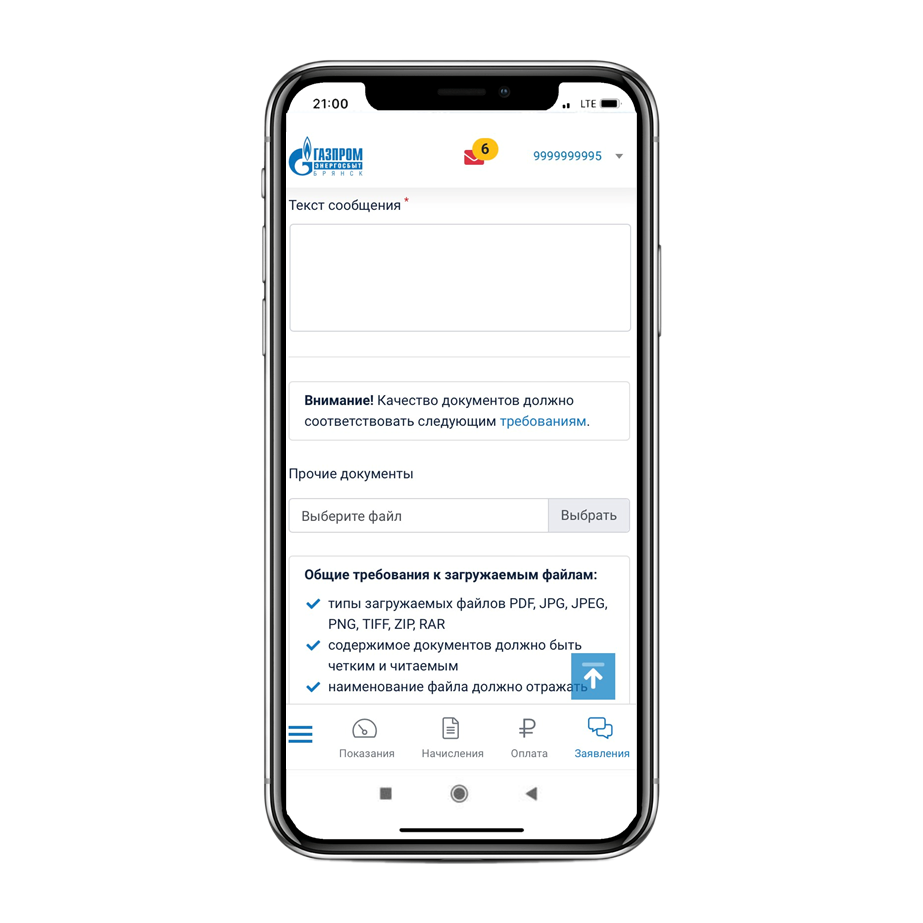 21:00
LTE
ГАЗПРОМ
ЭНЕРГОСБЫТ
БРЯНСК
6
9999999995
Текст сообщения *
Внимание! Качество документов должно
соответствовать следующим требованиям.
Прочие документы
Выберите файл
Выбрать
Общие требования к загружаемым файлам:
типы загружаемых файлов PDF, JPG, JPEG,
PNG, TIFF, ZIP, RAR
содержимое документов должно быть
четким и читаемым
наименование файла должно отражать
Показания
Начисления
Оплата
Заявления